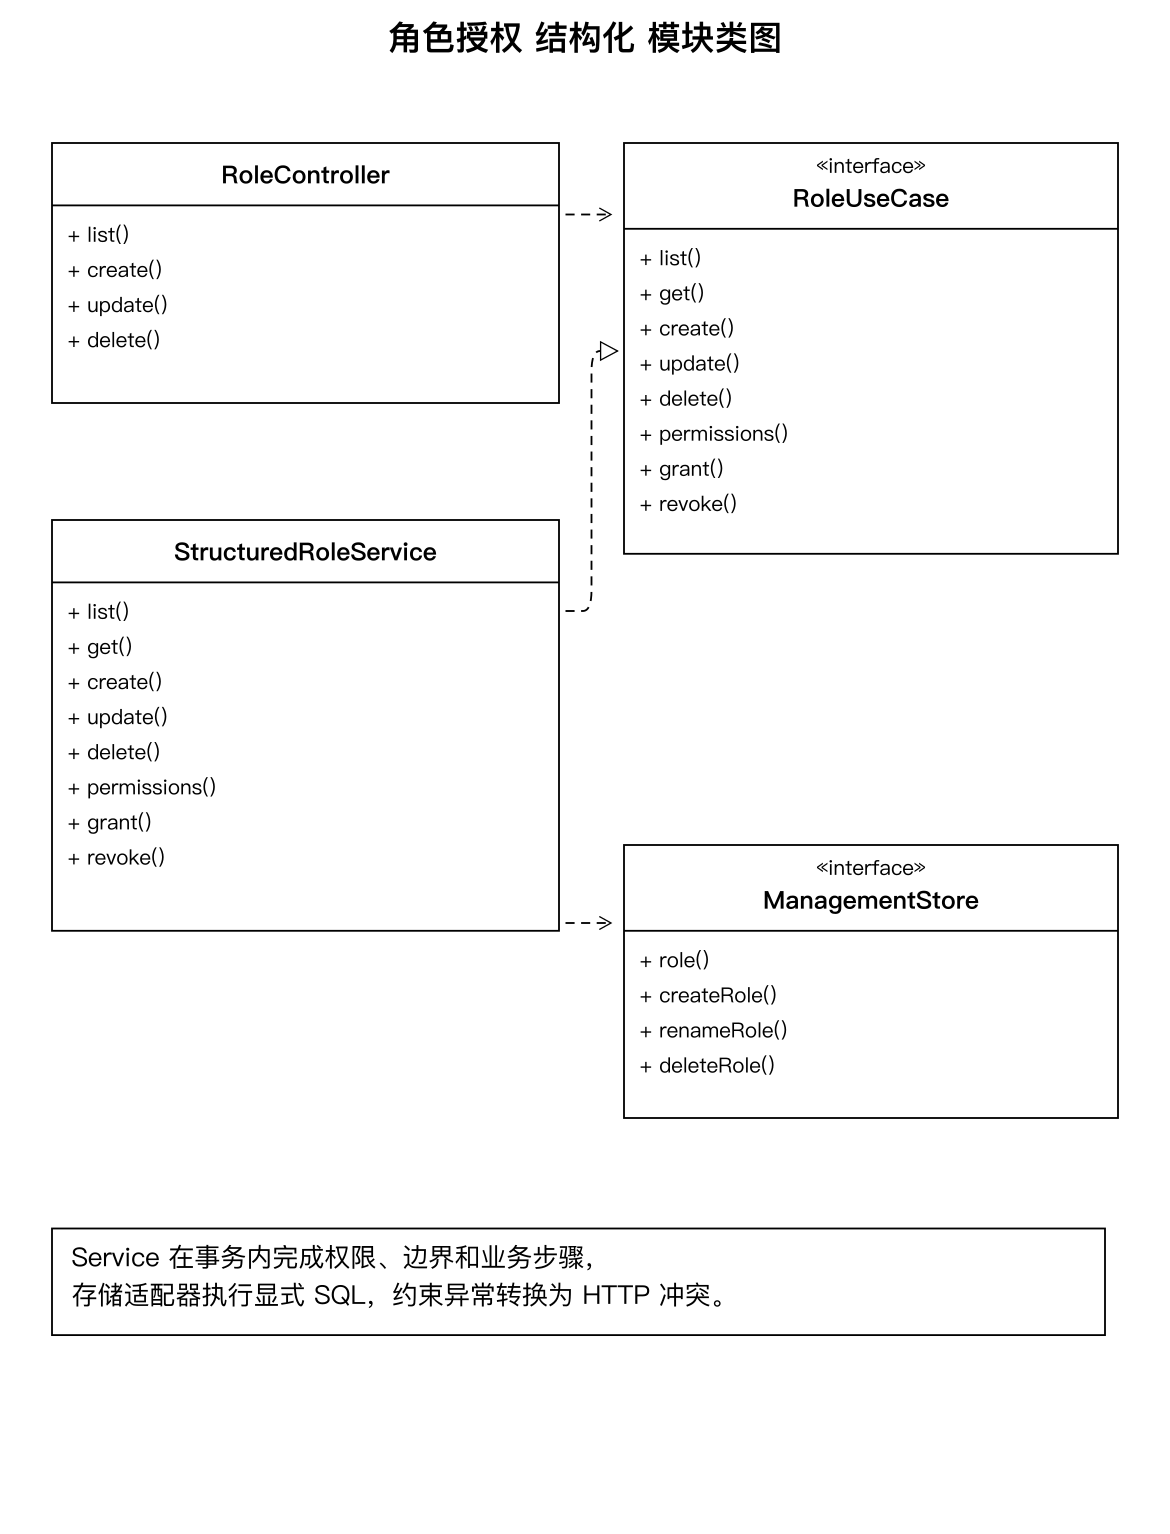 角色授权 结构化 模块类图
RoleController
+ list()
+ create()
+ update()
+ delete()
«interface»
RoleUseCase
+ list()
+ get()
+ create()
+ update()
+ delete()
+ permissions()
+ grant()
+ revoke()
StructuredRoleService
+ list()
+ get()
+ create()
+ update()
+ delete()
+ permissions()
+ grant()
+ revoke()
«interface»
ManagementStore
+ role()
+ createRole()
+ renameRole()
+ deleteRole()
Service 在事务内完成权限、边界和业务步骤，
存储适配器执行显式 SQL，约束异常转换为 HTTP 冲突。